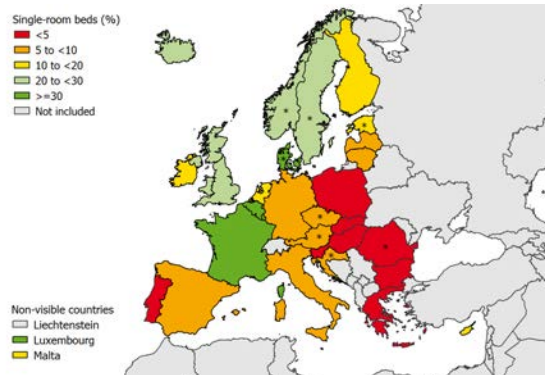 Single-room beds (%)
<5
5 to <10
10 to <20
20 to <30
>=30
Not included
Non-visible countries
Liechtenstein
Luxembourg
Malta